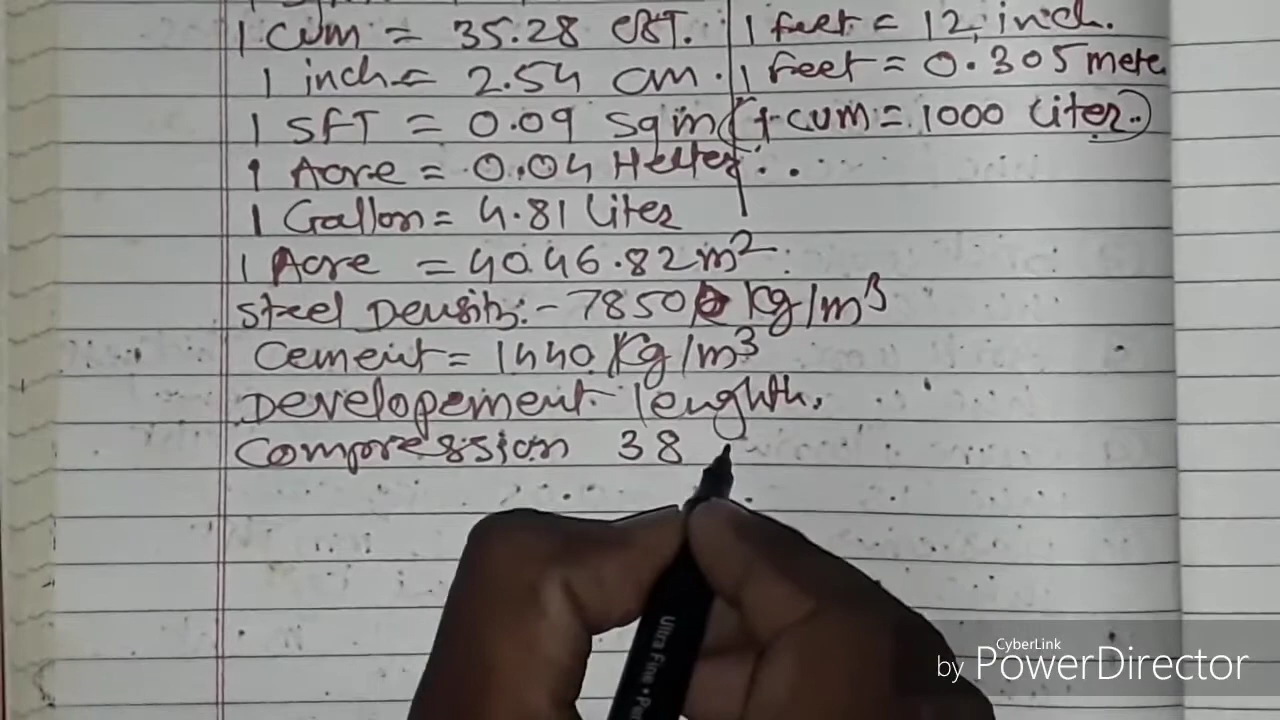 1 cum = 35.28 CFT. 1 feet = 12 inch.
1 inch = 2.54 cm. 1 feet = 0.305 mete
1 SFT = 0.09 sqm (1 cum = 1000 Liter..)
1 Acre = 0.04 Hecter
1 Gallon = 4.81 Liter
1 Acre = 4046.82 m²
Steel Density:- 7850 kg/m³
Cement = 1440 Kg/m³
Developement length.
Compression 38
Ultra Fine • Pe
CyberLink
by PowerDirector